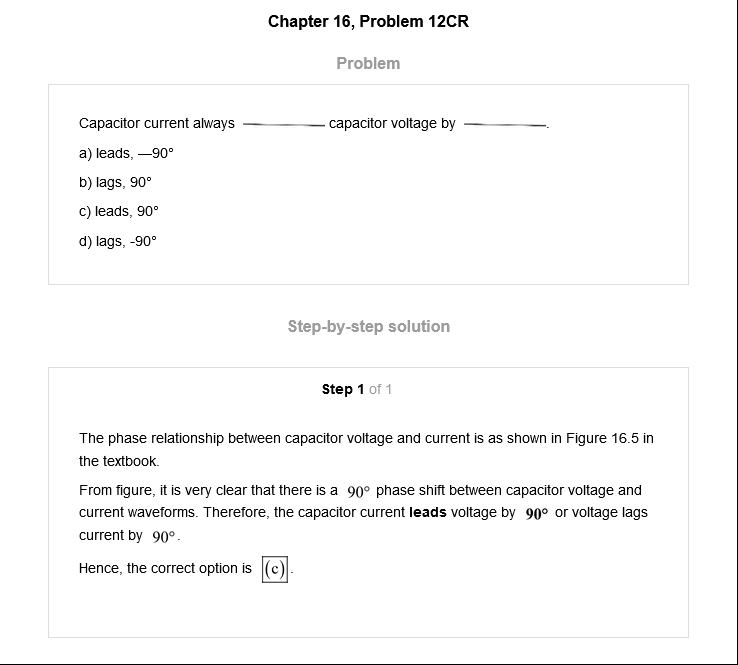 Chapter 16, Problem 12CR
Problem
Capacitor current always ________ capacitor voltage by ________.
a) leads, —90°
b) lags, 90°
c) leads, 90°
d) lags, -90°
Step-by-step solution
Step 1 of 1
The phase relationship between capacitor voltage and current is as shown in Figure 16.5 in
the textbook.
From figure, it is very clear that there is a 90° phase shift between capacitor voltage and
current waveforms. Therefore, the capacitor current leads voltage by 90° or voltage lags
current by 90°.
Hence, the correct option is (c).